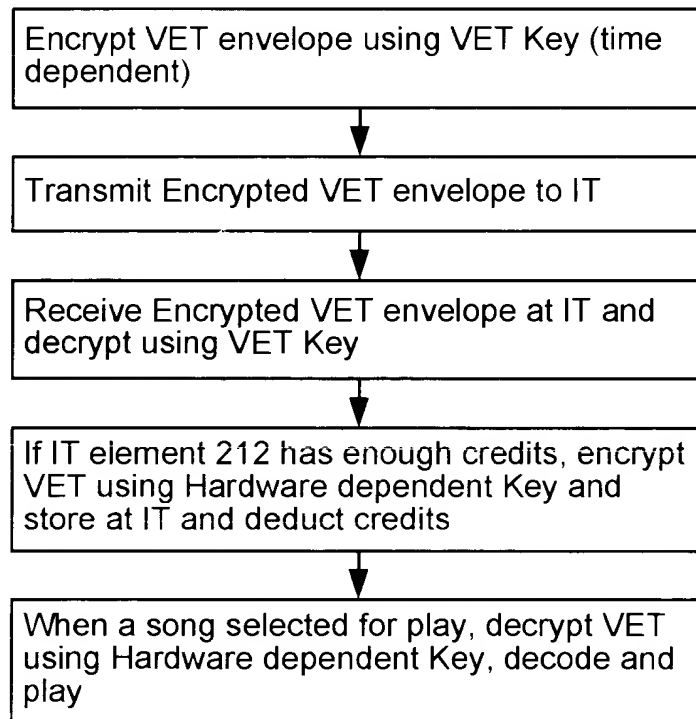 Encrypt VET envelope using VET Key (time
dependent)
Transmit Encrypted VET envelope to IT
Receive Encrypted VET envelope at IT and
decrypt using VET Key
If IT element 212 has enough credits, encrypt
VET using Hardware dependent Key and
store at IT and deduct credits
When a song selected for play, decrypt VET
using Hardware dependent Key, decode and
play